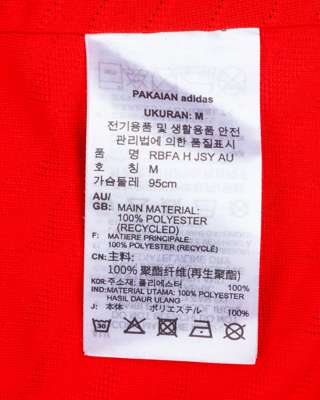 PAKAIAN adidas
UKURAN: M
전기용품 및 생활용품 안전
관리법에 의한 품질표시
품 명 RBFA H JSY AU
호 칭 M
가슴둘레 95cm
AU/
GB: MAIN MATERIAL:
100% POLYESTER
(RECYCLED)
F: MATIERE PRINCIPALE:
100% POLYESTER (RECYCLÉ)
CN: 主料:
100% 聚酯纤维(再生聚酯)
KOR: 주소재: 폴리에스터 100%
IND: MATERIAL UTAMA: 100% POLYESTER
HASIL DAUR ULANG
J: 本体 ポリエステル 100%
30